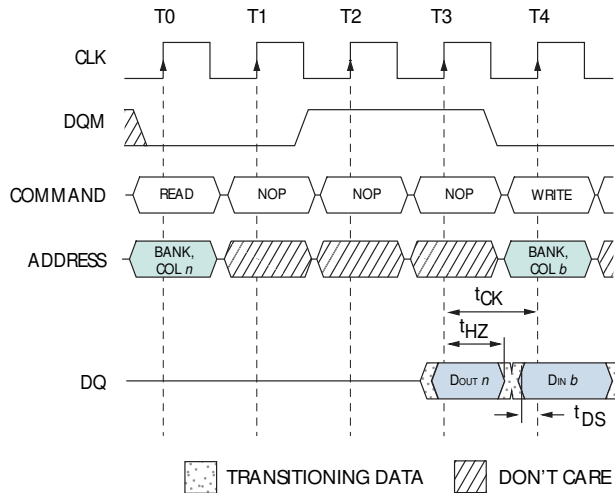 T0 T1 T2 T3 T4
CLK
DQM
COMMAND READ NOP NOP NOP WRITE
ADDRESS BANK, COL n BANK, COL b
tCK
tHZ
DQ DOUT n DIN b
tDS
TRANSITIONING DATA DON'T CARE